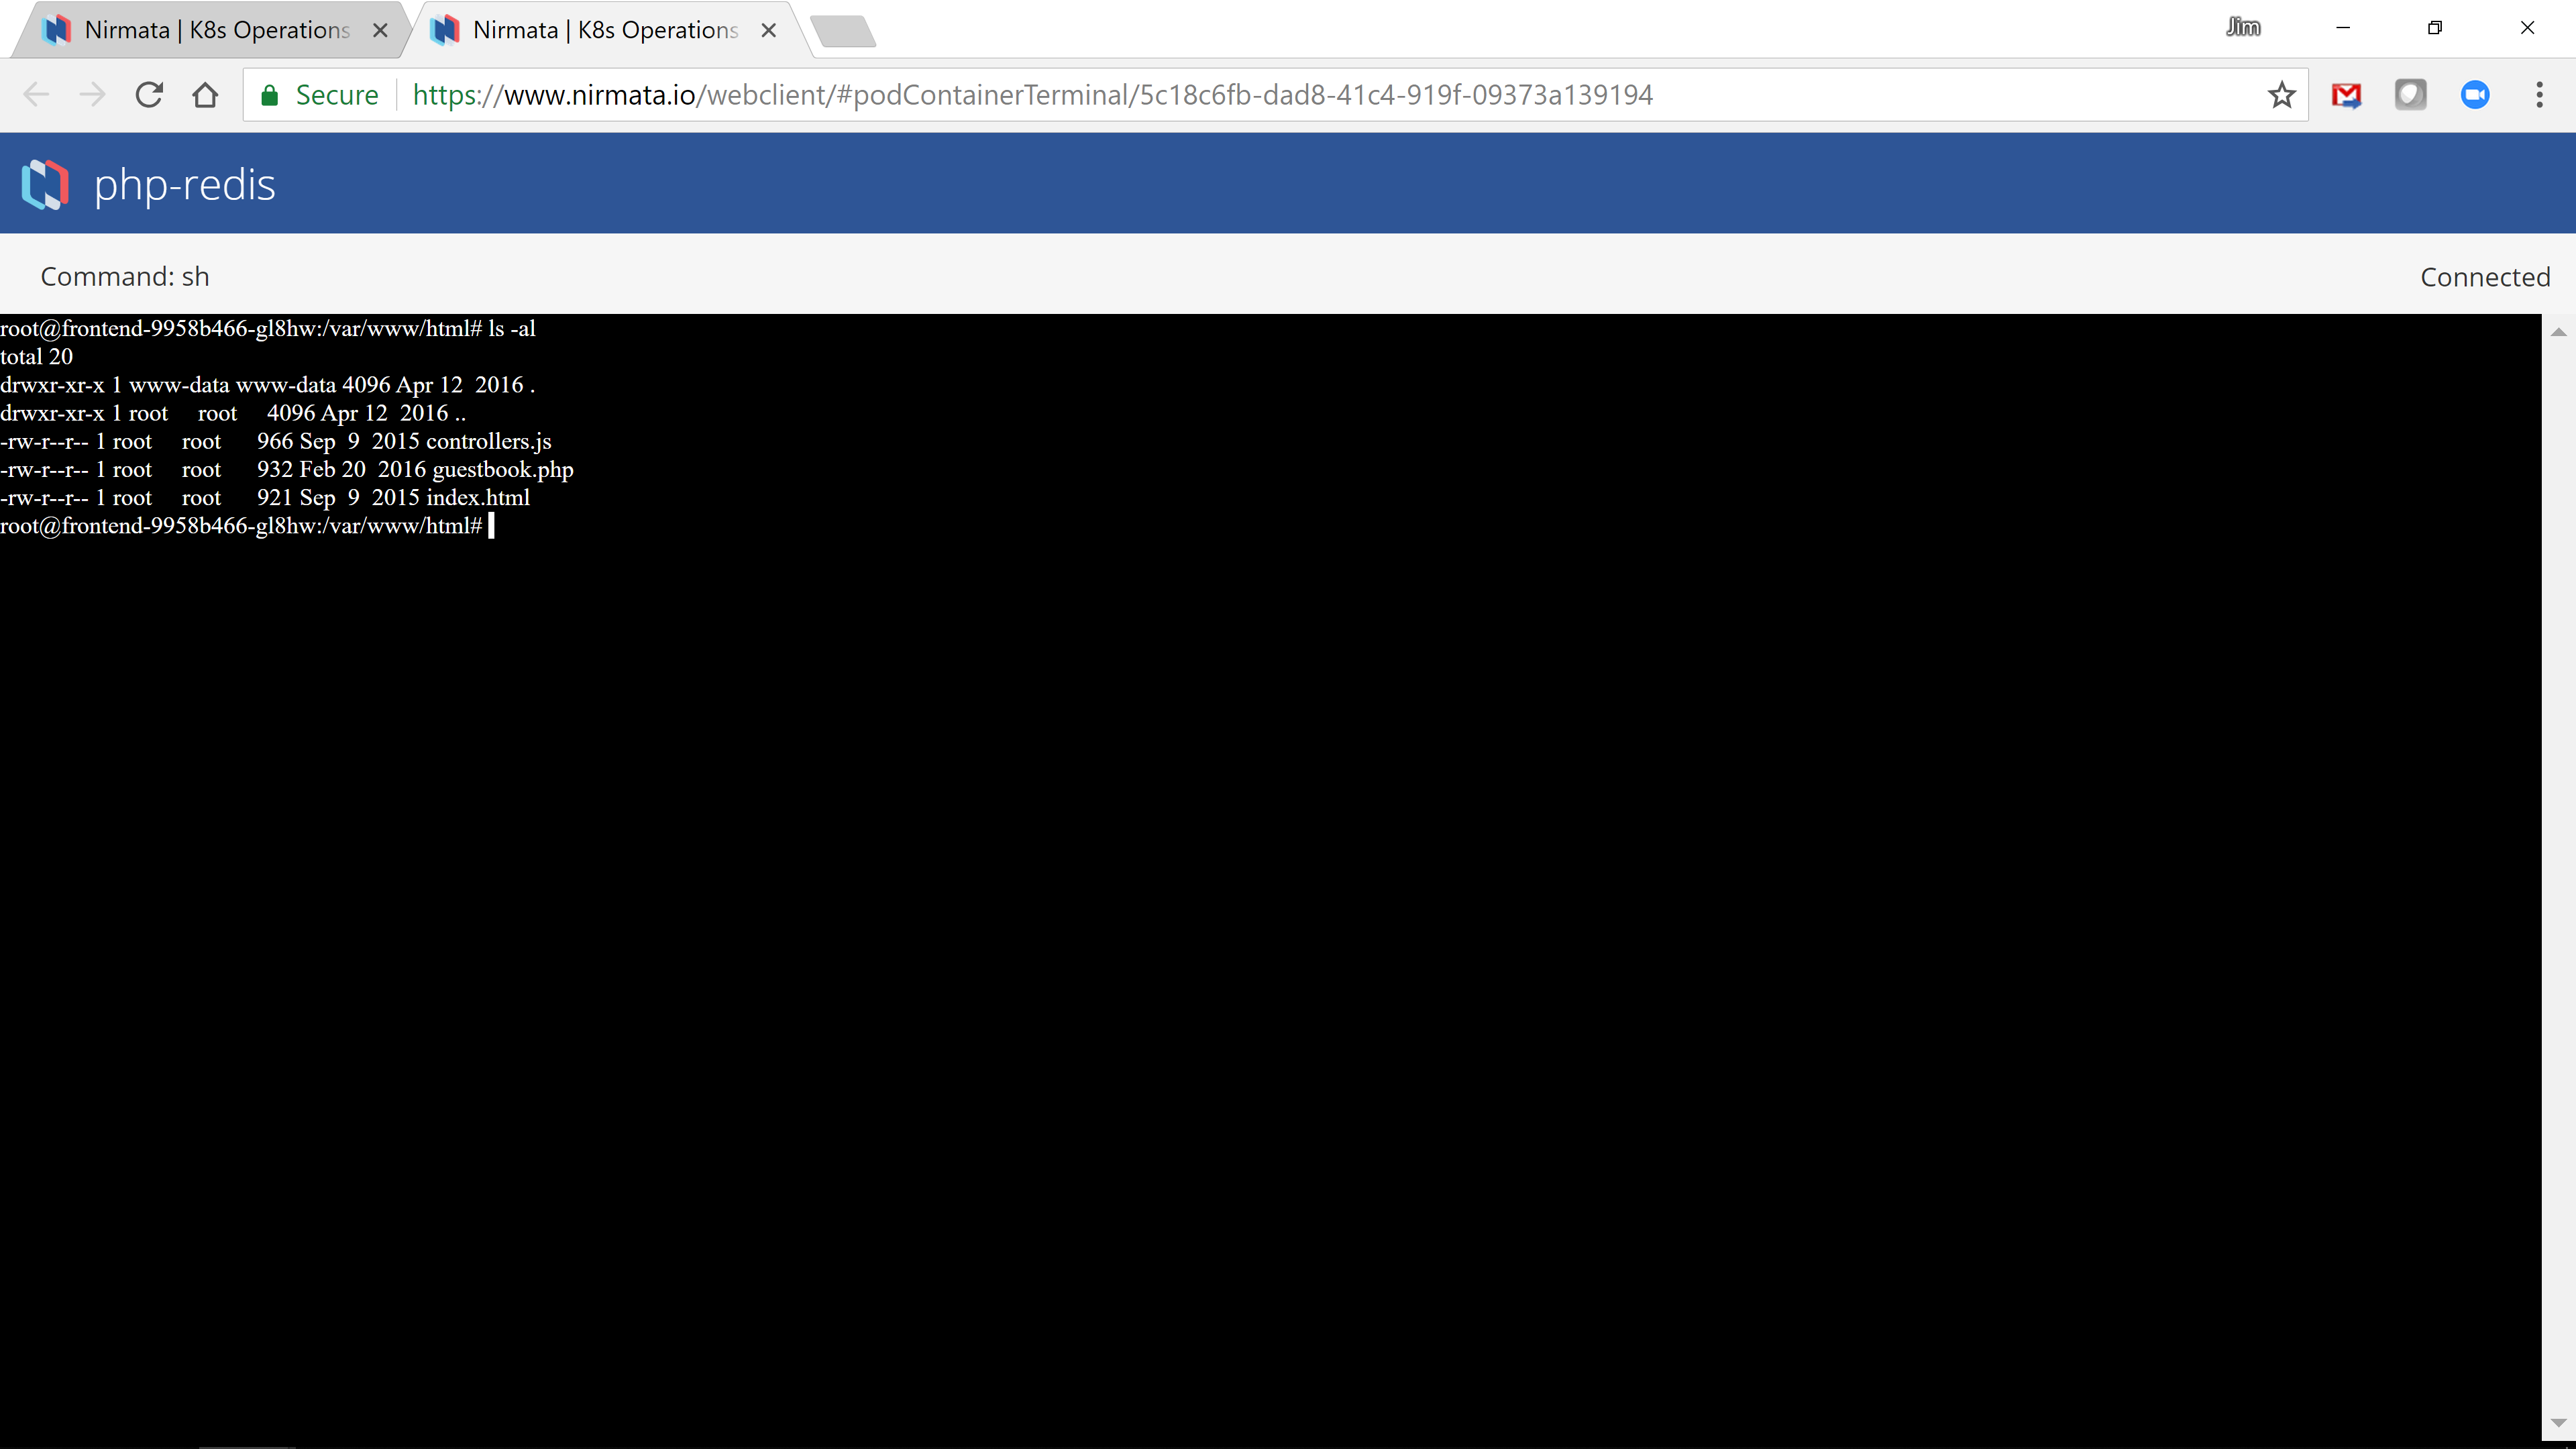 Nirmata | K8s Operations Nirmata | K8s Operations Jim
Secure https://www.nirmata.io/webclient/#podContainerTerminal/5c18c6fb-dad8-41c4-919f-09373a139194
php-redis
Command: sh Connected
root@frontend-9958b466-gl8hw:/var/www/html# ls -al
total 20
drwxr-xr-x 1 www-data www-data 4096 Apr 12  2016 .
drwxr-xr-x 1 root     root     4096 Apr 12  2016 ..
-rw-r--r-- 1 root     root      966 Sep  9  2015 controllers.js
-rw-r--r-- 1 root     root      932 Feb 20  2016 guestbook.php
-rw-r--r-- 1 root     root      921 Sep  9  2015 index.html
root@frontend-9958b466-gl8hw:/var/www/html#